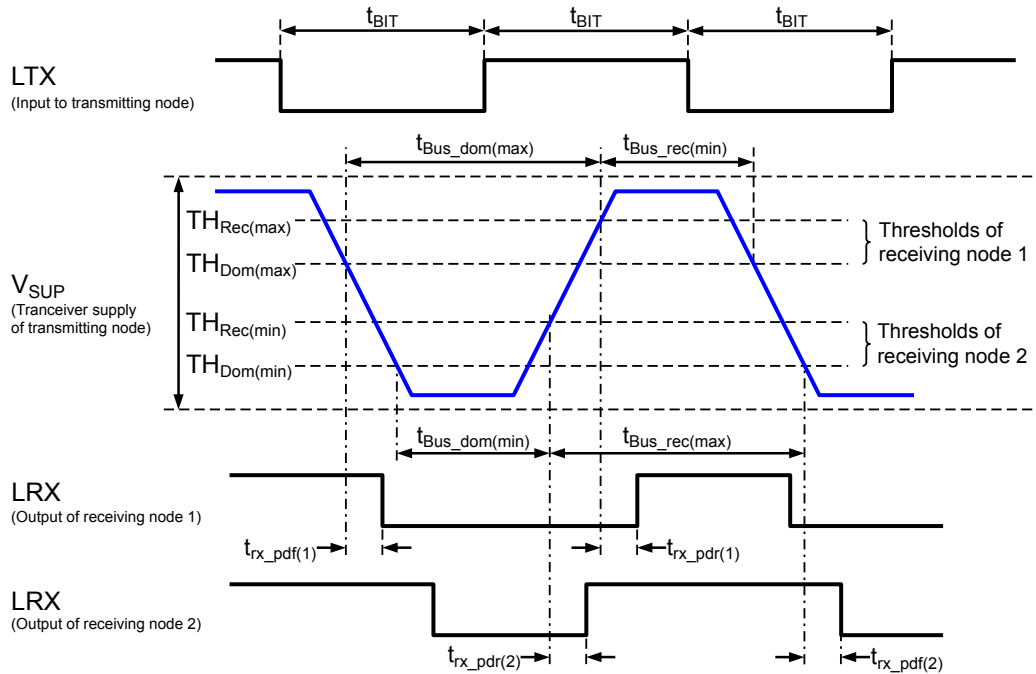 tBIT tBIT tBIT
LTX
(Input to transmitting node)
tBus_dom(max) tBus_rec(min)
THRec(max)
Thresholds of
receiving node 1
THDom(max)
VSUP
(Tranceiver supply
of transmitting node)
THRec(min)
Thresholds of
receiving node 2
THDom(min)
tBus_dom(min) tBus_rec(max)
LRX
(Output of receiving node 1)
trx_pdf(1) trx_pdr(1)
LRX
(Output of receiving node 2)
trx_pdr(2) trx_pdf(2)